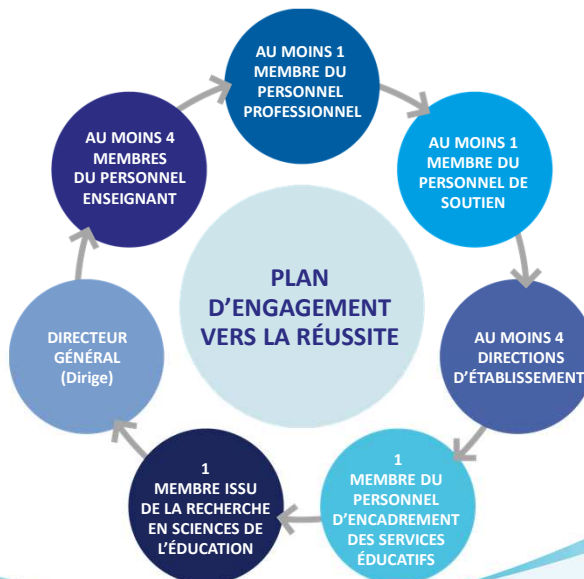 AU MOINS 1
MEMBRE DU
PERSONNEL
PROFESSIONNEL
AU MOINS 1
MEMBRE DU
PERSONNEL DE
SOUTIEN
AU MOINS 4
DIRECTIONS
D'ÉTABLISSEMENT
1
MEMBRE DU
PERSONNEL
D'ENCADREMENT
DES SERVICES
ÉDUCATIFS
1
MEMBRE ISSU
DE LA RECHERCHE
EN SCIENCES DE
L'ÉDUCATION
DIRECTEUR
GÉNÉRAL
(Dirige)
AU MOINS 4
MEMBRES
DU PERSONNEL
ENSEIGNANT
PLAN
D'ENGAGEMENT
VERS LA RÉUSSITE